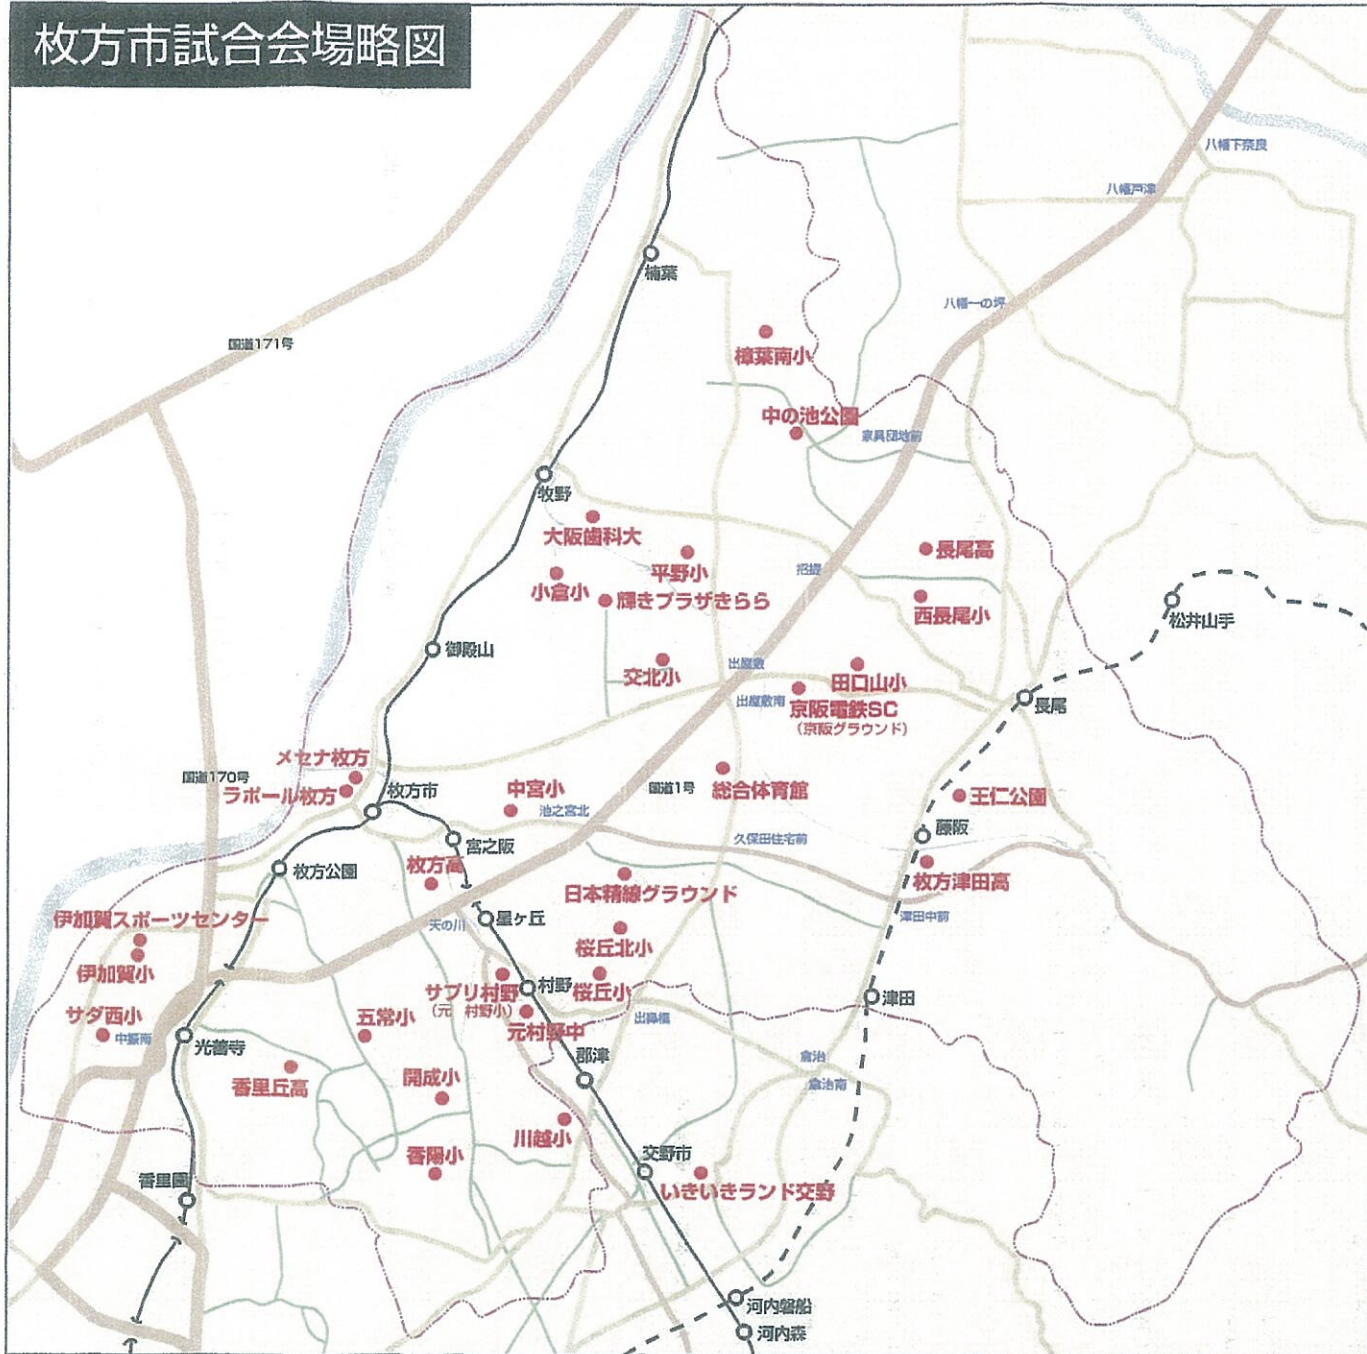 枚方市試合会場略図
八幡下奈良
八幡戸津
楠葉
八幡一の坪
国道171号
樟葉南小
中の池公園
家具団地前
牧野
大阪歯科大
長尾高
平野小
招提
小倉小
輝きプラザきらら
西長尾小
松井山手
御殿山
交北小
出屋敷
田口山小
出屋敷南
京阪電鉄SC
（京阪グラウンド）
長尾
メセナ枚方
国道170号
ラポール枚方
枚方市
中宮小
池之宮北
国道1号
総合体育館
王仁公園
藤阪
久保田住宅前
宮之阪
枚方公園
枚方高
日本精線グラウンド
枚方津田高
伊加賀スポーツセンター
天の川
星ヶ丘
津田中前
伊加賀小
桜丘北小
サプリ村野
（元　村野小）
村野
桜丘小
津田
サダ西小
中振南
五常小
元村野中
出鼻橋
光善寺
郡津
倉治
香里丘高
開成小
倉治南
川越小
香陽小
交野市
香里園
いきいきランド交野
河内磐船
河内森